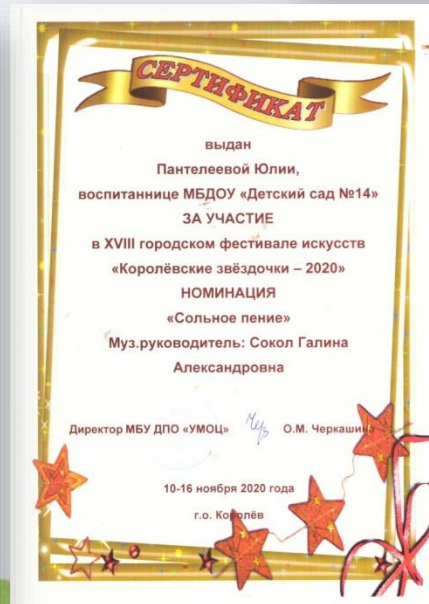 СЕРТИФИКАТ
выдан
Пантелеевой Юлии,
воспитаннице МБДОУ «Детский сад №14»
ЗА УЧАСТИЕ
в XVIII городском фестивале искусств
«Королёвские звёздочки – 2020»
НОМИНАЦИЯ
«Сольное пение»
Муз.руководитель: Сокол Галина
Александровна
Директор МБУ ДПО «УМОЦ» О.М. Черкашина
10-16 ноября 2020 года
г.о. Королёв